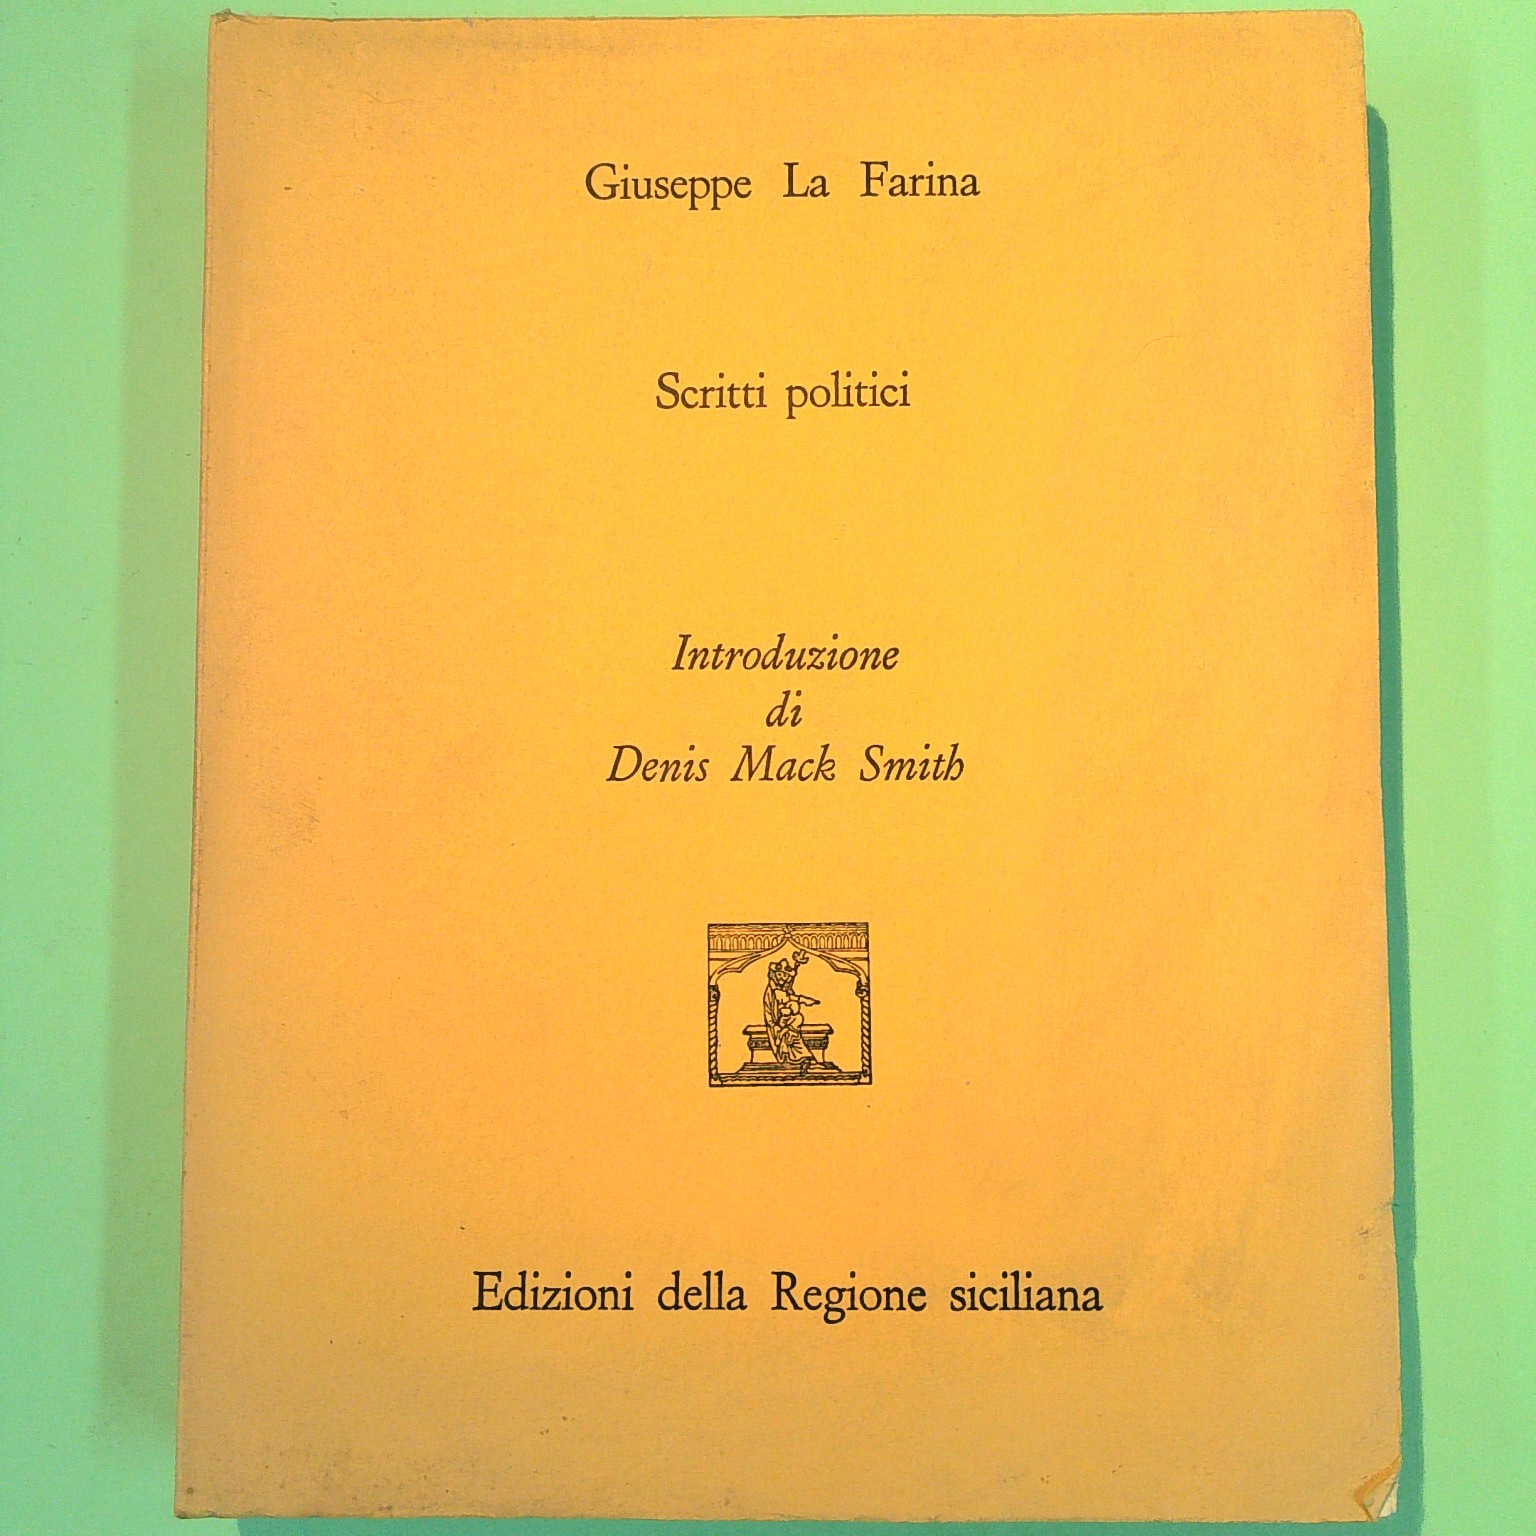 Giuseppe La Farina
Scritti politici
Introduzione
di
Denis Mack Smith
Edizioni della Regione siciliana